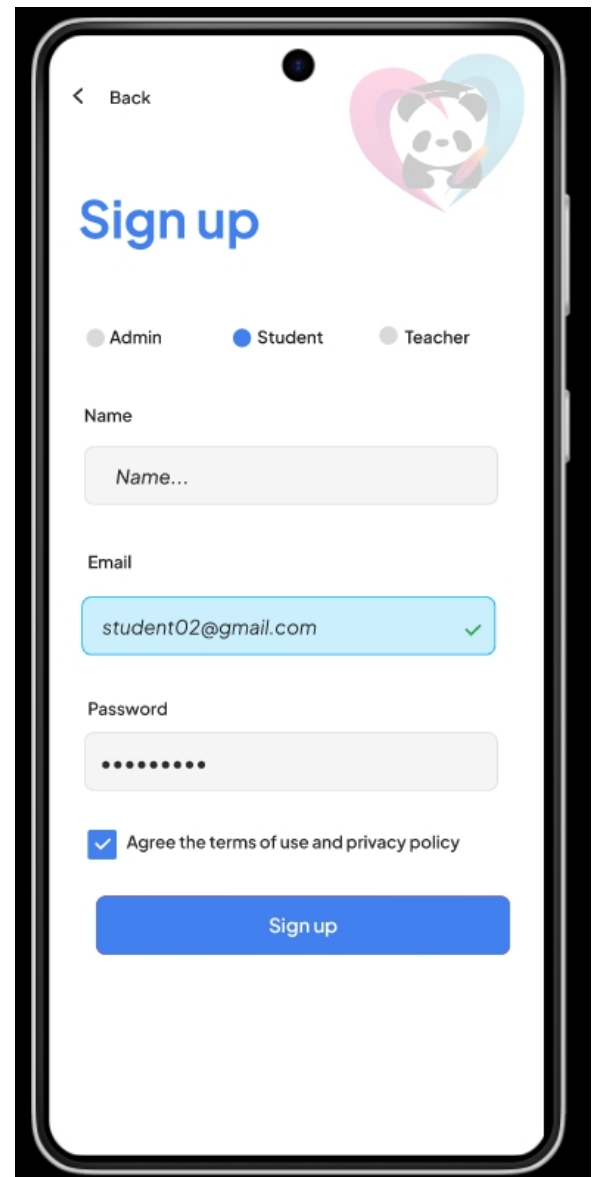 Back
Sign up
Admin Student Teacher
Name
Name...
Email
student02@gmail.com
Password
Agree the terms of use and privacy policy
Sign up